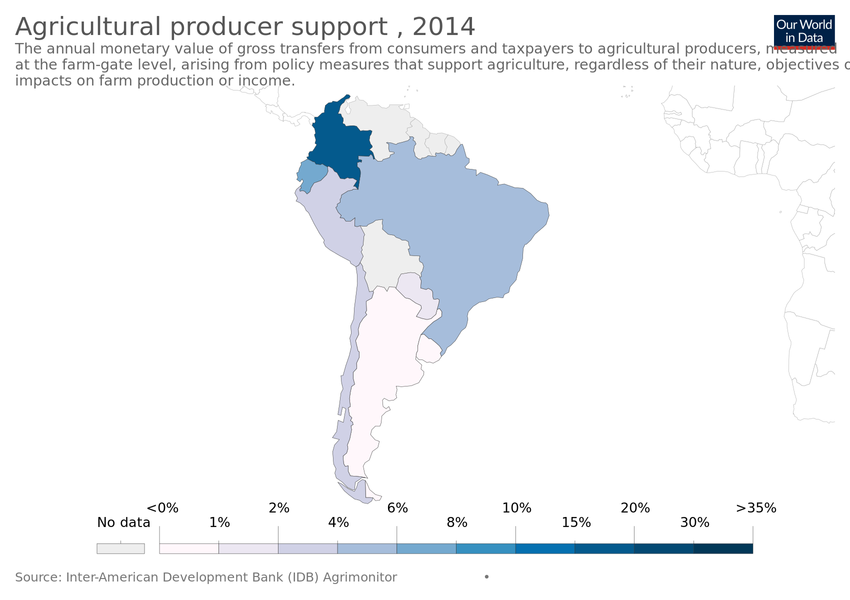 Agricultural producer support , 2014
Our World
in Data
The annual monetary value of gross transfers from consumers and taxpayers to agricultural producers, measured
at the farm-gate level, arising from policy measures that support agriculture, regardless of their nature, objectives o
impacts on farm production or income.
<0% 2% 6% 10% 20% >35%
No data 1% 4% 8% 15% 30%
Source: Inter-American Development Bank (IDB) Agrimonitor •